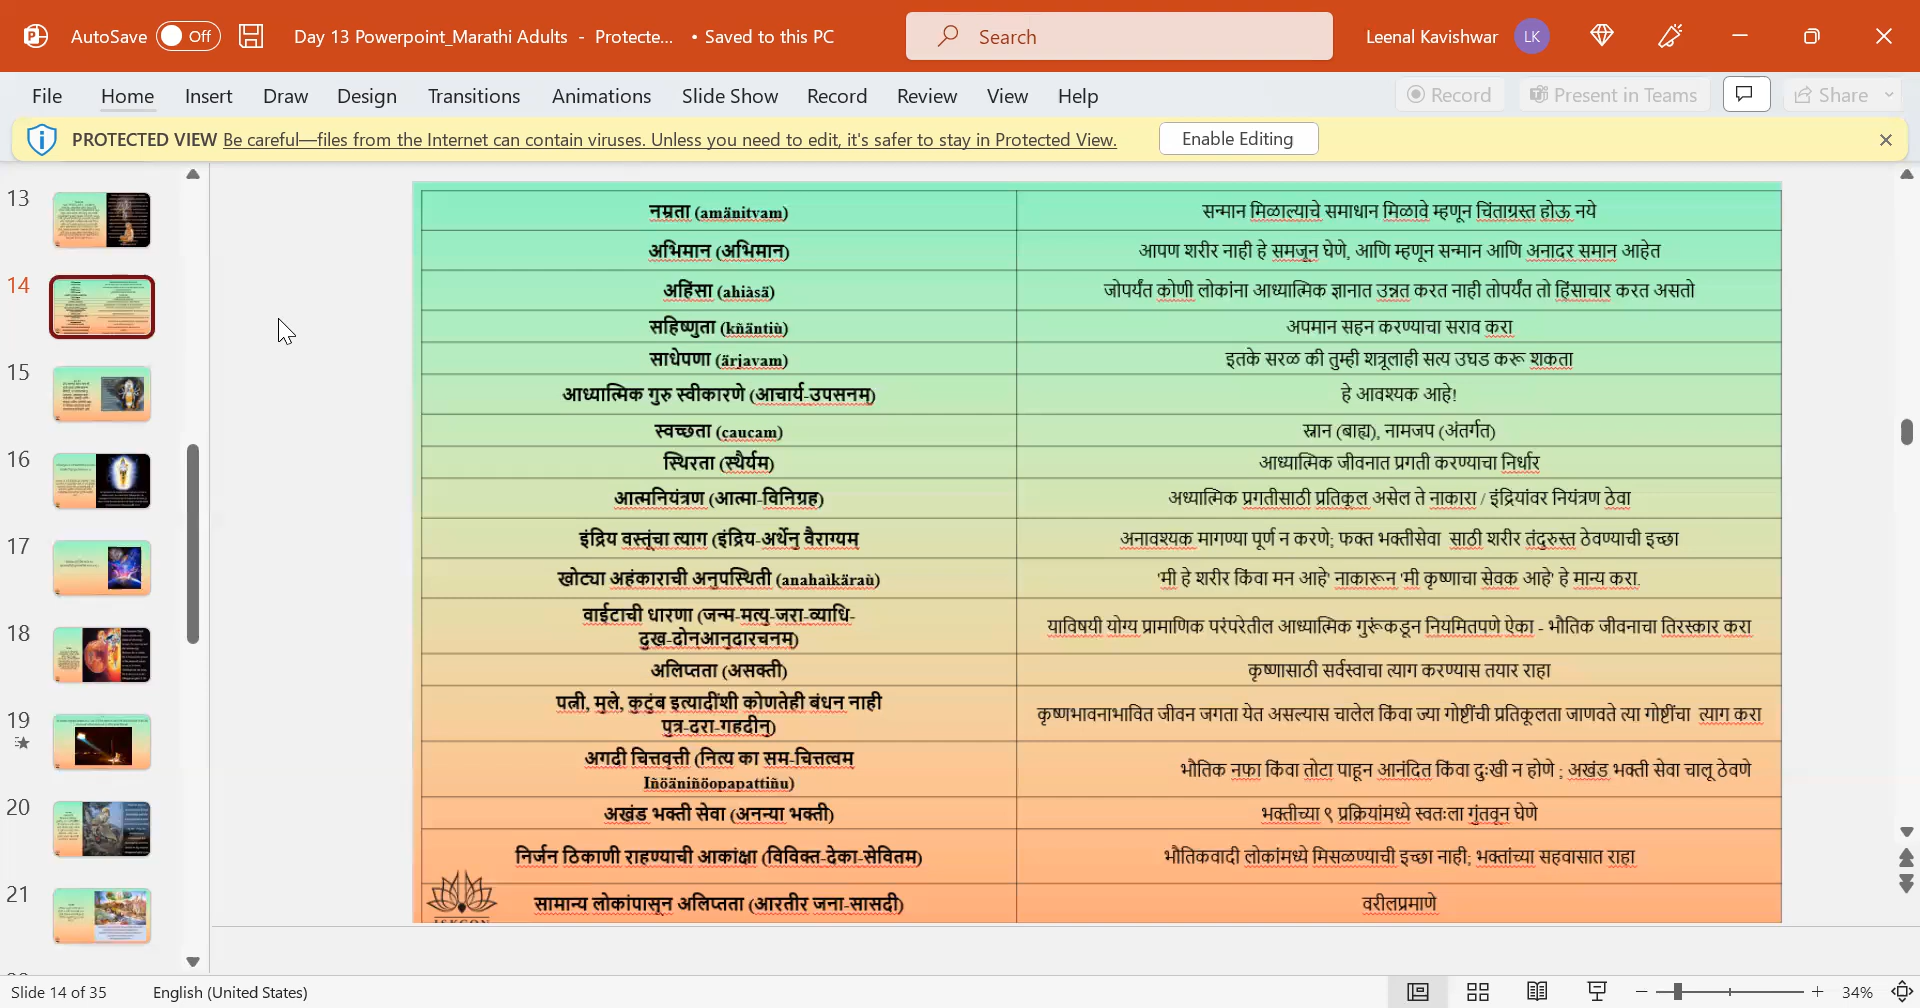 AutoSave Off Day 13 Powerpoint_Marathi Adults - Protecte... • Saved to this PC Search Leenal Kavishwar LK
File Home Insert Draw Design Transitions Animations Slide Show Record Review View Help Record Present in Teams Share
PROTECTED VIEW Be careful—files from the Internet can contain viruses. Unless you need to edit, it's safer to stay in Protected View. Enable Editing
13
14
15
16
17
18
19
20
21
नम्रता (amänitvam) सन्मान मिळाल्याचे समाधान मिळावे म्हणून चिंताग्रस्त होऊ नये
अभिमान (अभिमान) आपण शरीर नाही हे समजून घेणे, आणि म्हणून सन्मान आणि अनादर समान आहेत
अहिंसा (ahiàsä) जोपर्यंत कोणी लोकांना आध्यात्मिक ज्ञानात उन्नत करत नाही तोपर्यंत तो हिंसाचार करत असतो
सहिष्णुता (kñäntiù) अपमान सहन करण्याचा सराव करा
साधेपणा (ärjavam) इतके सरळ की तुम्ही शत्रूलाही सत्य उघड करू शकता
आध्यात्मिक गुरु स्वीकारणे (आचार्य-उपसनम्) हे आवश्यक आहे!
स्वच्छता (çaucam) स्नान (बाह्य), नामजप (अंतर्गत)
स्थिरता (स्थैर्यम) आध्यात्मिक जीवनात प्रगती करण्याचा निर्धार
आत्मनियंत्रण (आत्मा-विनिग्रह) अध्यात्मिक प्रगतीसाठी प्रतिकूल असेल ते नाकारा / इंद्रियांवर नियंत्रण ठेवा
इंद्रिय वस्तूंचा त्याग (इंद्रिय-अर्थेनु वैराग्यम् अनावश्यक मागण्या पूर्ण न करणे; फक्त भक्तीसेवा साठी शरीर तंदुरुस्त ठेवण्याची इच्छा
खोट्या अहंकाराची अनुपस्थिती (anahaìkäraù) 'मी हे शरीर किंवा मन आहे' नाकारून 'मी कृष्णाचा सेवक आहे' हे मान्य करा.
वाईटाची धारणा (जन्म-मत्यु-जरा-व्याधि-
दुख-दोनआनुदारचनम्) याविषयी योग्य प्रामाणिक परंपरेतील आध्यात्मिक गुरूंकडून नियमितपणे ऐका - भौतिक जीवनाचा तिरस्कार करा
अलिप्तता (असक्ती) कृष्णासाठी सर्वस्वाचा त्याग करण्यास तयार राहा
पत्नी, मुले, कुटुंब इत्यादींशी कोणतेही बंधन नाही
पुत्र-दरा-गहदीनू) कृष्णभावनाभावित जीवन जगता येत असल्यास चालेल किंवा ज्या गोष्टींची प्रतिकूलता जाणवते त्या गोष्टींचा त्याग करा
अगदी चित्तवृत्ती (नित्य का सम-चित्तत्वम
Iñöäniñöopapattiñu) भौतिक नफा किंवा तोटा पाहून आनंदित किंवा दुःखी न होणे ; अखंड भक्ती सेवा चालू ठेवणे
अखंड भक्ती सेवा (अनन्या भक्ती) भक्तीच्या ९ प्रक्रियांमध्ये स्वतःला गुंतवून घेणे
निर्जन ठिकाणी राहण्याची आकांक्षा (विविक्त-देका-सेवितम) भौतिकवादी लोकांमध्ये मिसळण्याची इच्छा नाही; भक्तांच्या सहवासात राहा
सामान्य लोकांपासून अलिप्तता (आरतीर जना-सासदी) वरीलप्रमाणे
Slide 14 of 35 English (United States) 34%